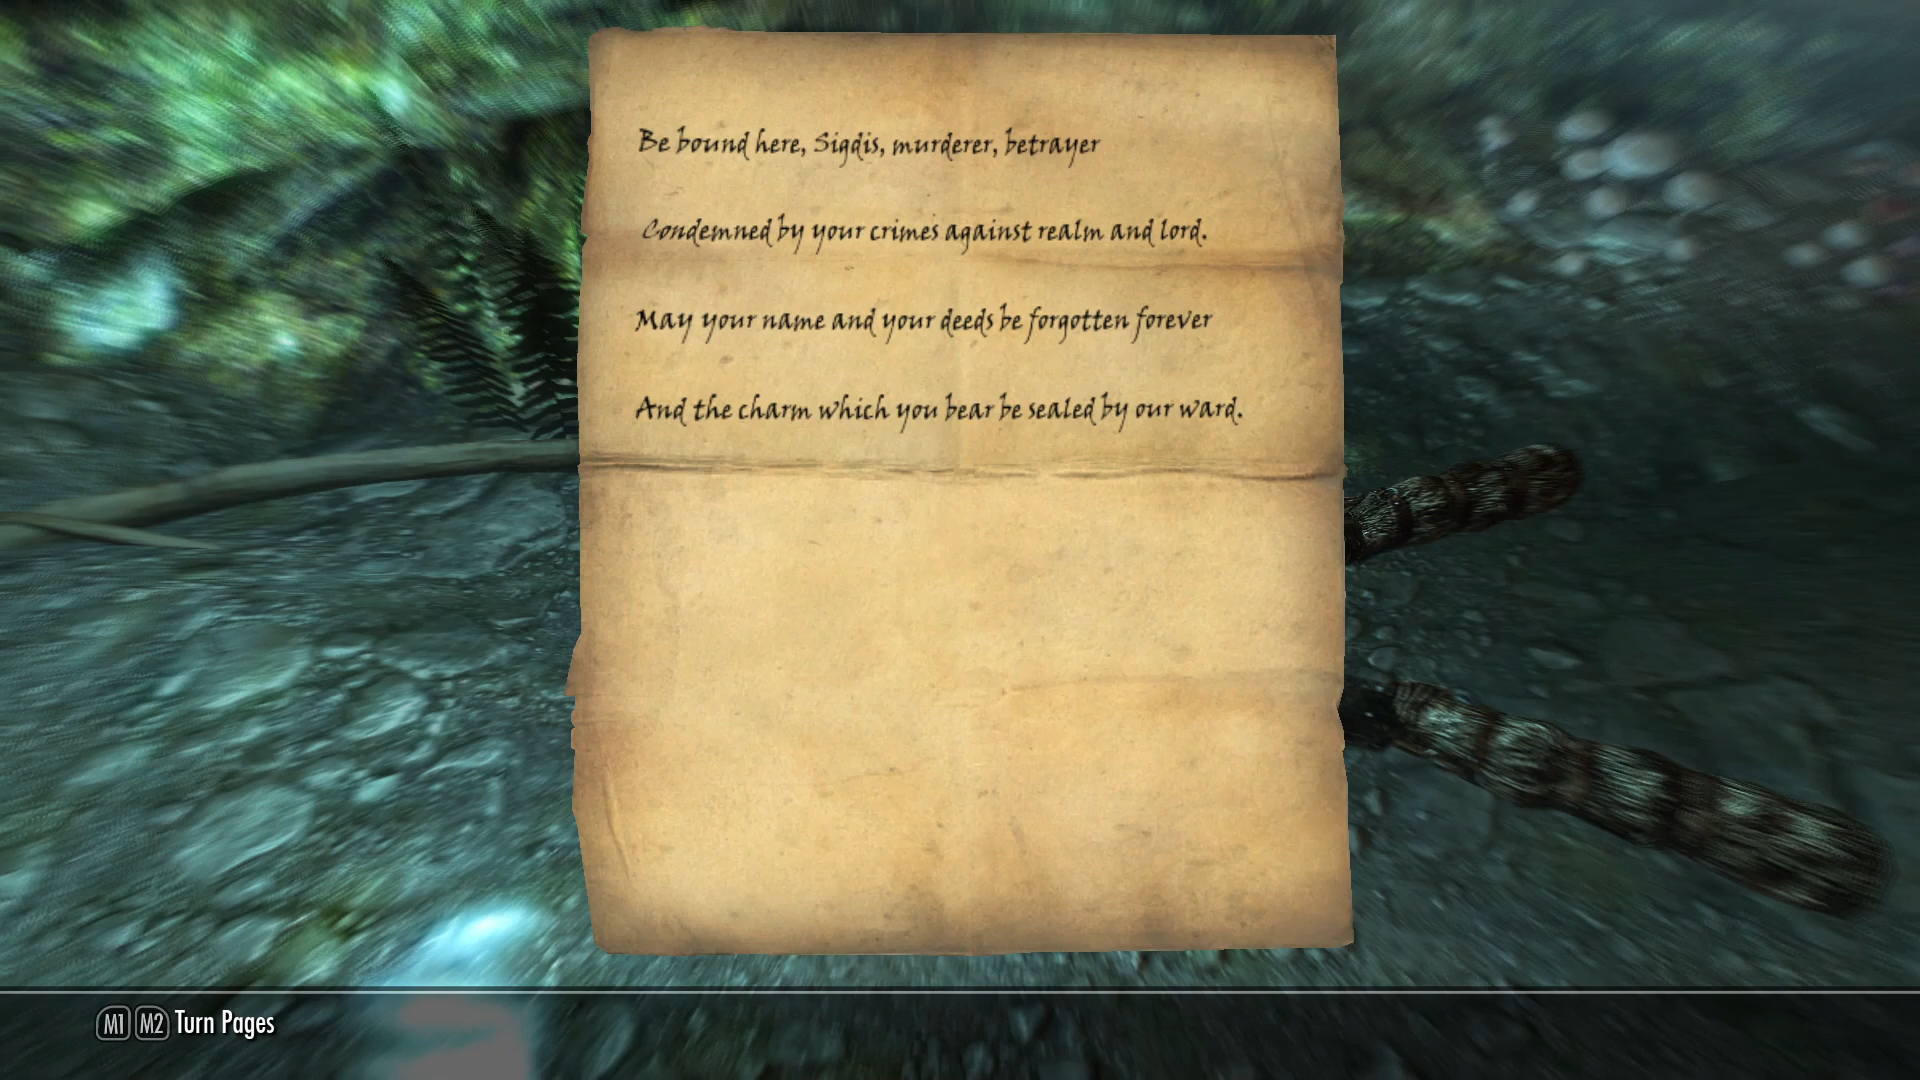 Be bound here, Sigdis, murderer, betrayer
Condemned by your crimes against realm and lord.
May your name and your deeds be forgotten forever
And the charm which you bear be sealed by our ward.
M1 M2 Turn Pages